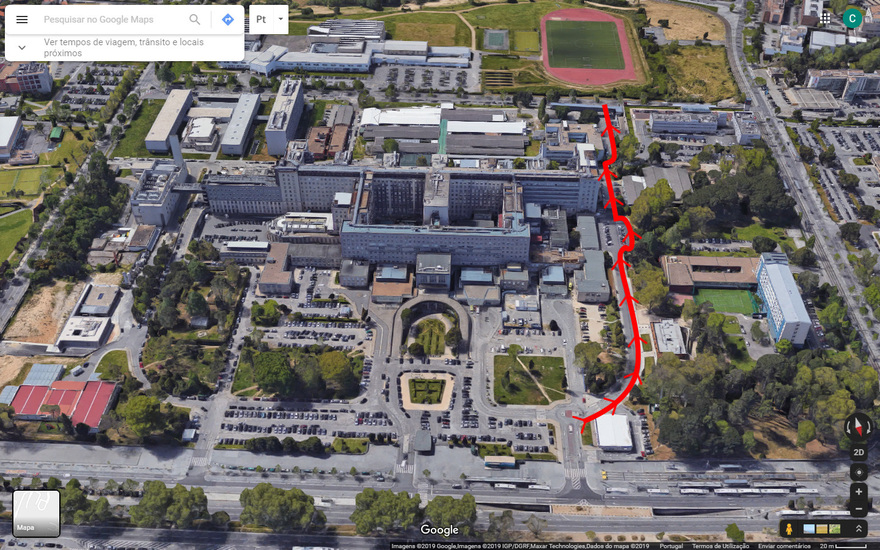 Pesquisar no Google Maps
Pt
C
Ver tempos de viagem, trânsito e locais
próximos
2D
Mapa
Google
Imagens ©2019 Google,Imagens ©2019 IGP/DGRF,Maxar Technologies,Dados do mapa ©2019 Portugal Termos de Utilização Enviar comentários 20 m